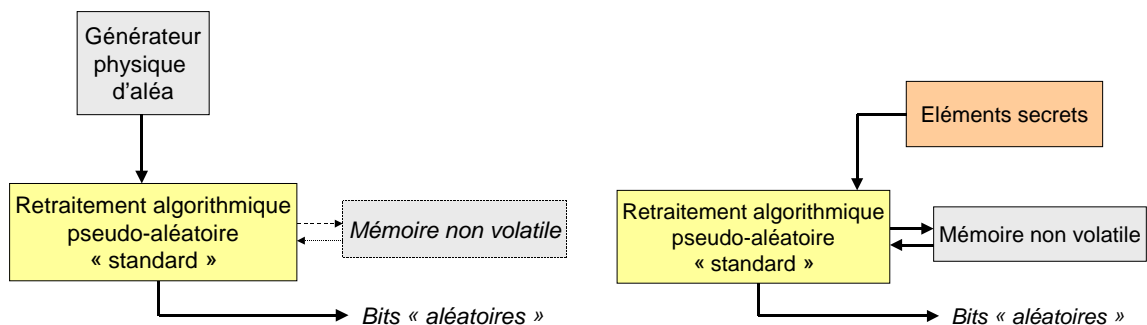 Générateur
physique
d'aléa
Retraitement algorithmique
pseudo-aléatoire
« standard »
Mémoire non volatile
Bits « aléatoires »
Eléments secrets
Retraitement algorithmique
pseudo-aléatoire
« standard »
Mémoire non volatile
Bits « aléatoires »